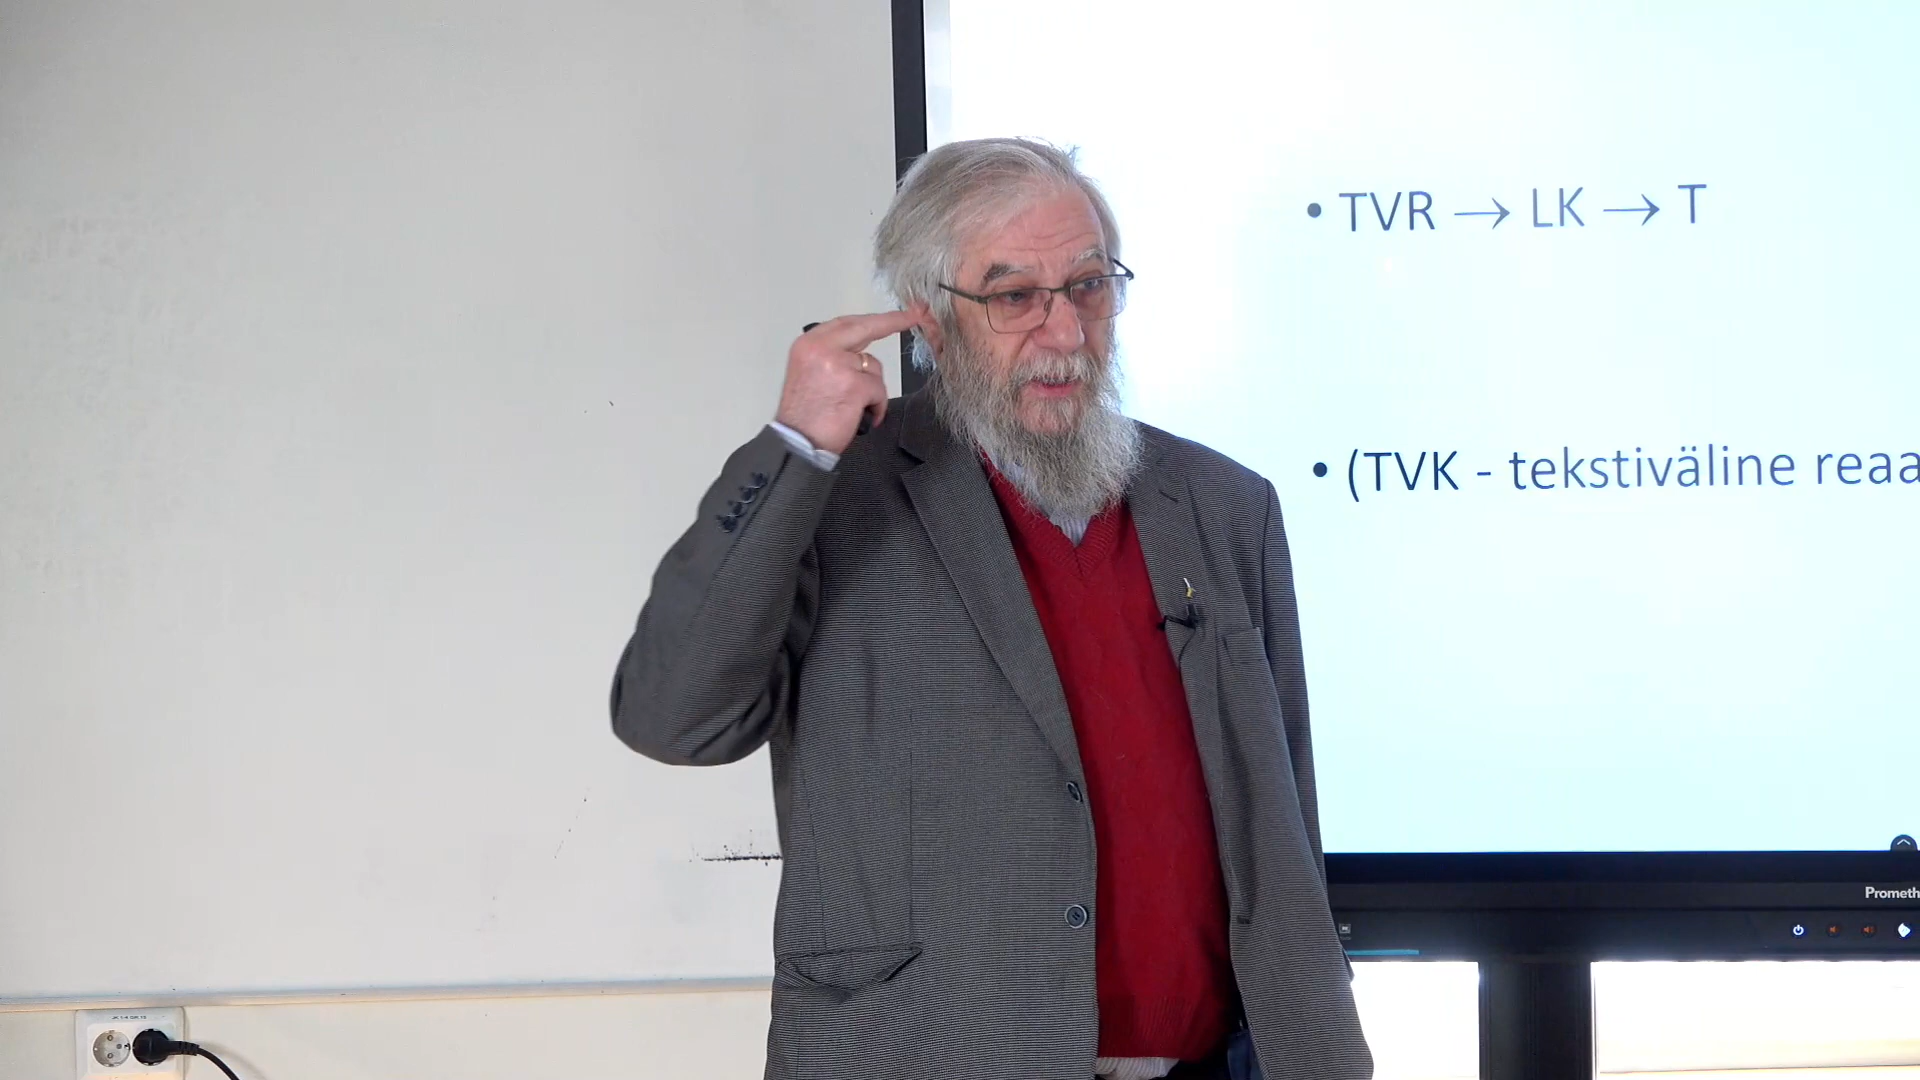 • TVR → LK → T
• (TVK - tekstiväline reaa
Prometh